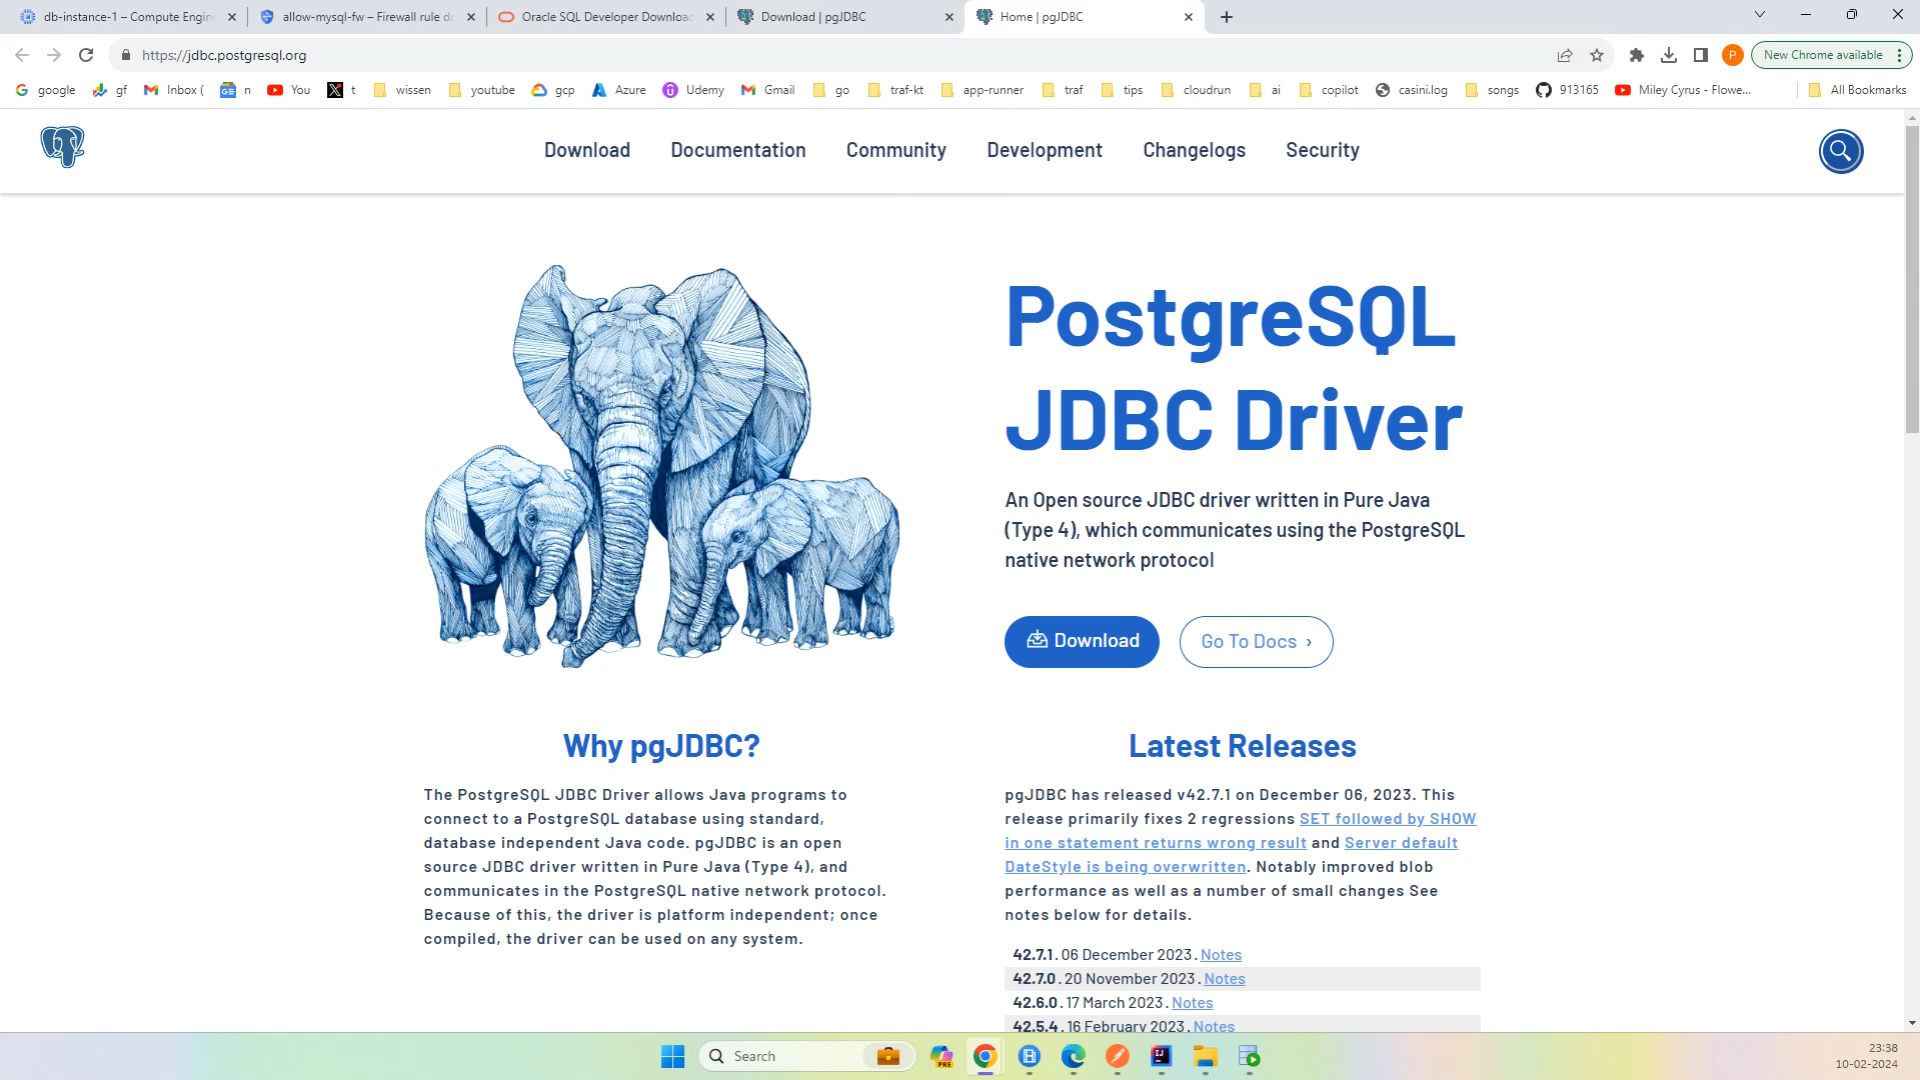 db-instance-1 – Compute Engin
allow-mysql-fw – Firewall rule de
Oracle SQL Developer Download
Download | pgJDBC
Home | pgJDBC
https://jdbc.postgresql.org
P
New Chrome available
google
gf
Inbox (
GE
n
You
t
wissen
youtube
gcp
Azure
Udemy
Gmail
go
traf-kt
app-runner
traf
tips
cloudrun
ai
copilot
casini.log
songs
913165
Miley Cyrus - Flowe...
All Bookmarks
Download
Documentation
Community
Development
Changelogs
Security
PostgreSQL
JDBC Driver
An Open source JDBC driver written in Pure Java
(Type 4), which communicates using the PostgreSQL
native network protocol
Download
Go To Docs ›
Why pgJDBC?
The PostgreSQL JDBC Driver allows Java programs to
connect to a PostgreSQL database using standard,
database independent Java code. pgJDBC is an open
source JDBC driver written in Pure Java (Type 4), and
communicates in the PostgreSQL native network protocol.
Because of this, the driver is platform independent; once
compiled, the driver can be used on any system.
Latest Releases
pgJDBC has released v42.7.1 on December 06, 2023. This
release primarily fixes 2 regressions SET followed by SHOW
in one statement returns wrong result and Server default
DateStyle is being overwritten. Notably improved blob
performance as well as a number of small changes See
notes below for details.
42.7.1 . 06 December 2023 . Notes
42.7.0 . 20 November 2023 . Notes
42.6.0 . 17 March 2023 . Notes
42.5.4 . 16 February 2023 . Notes
Search
PRE
IJ
23:38
10-02-2024